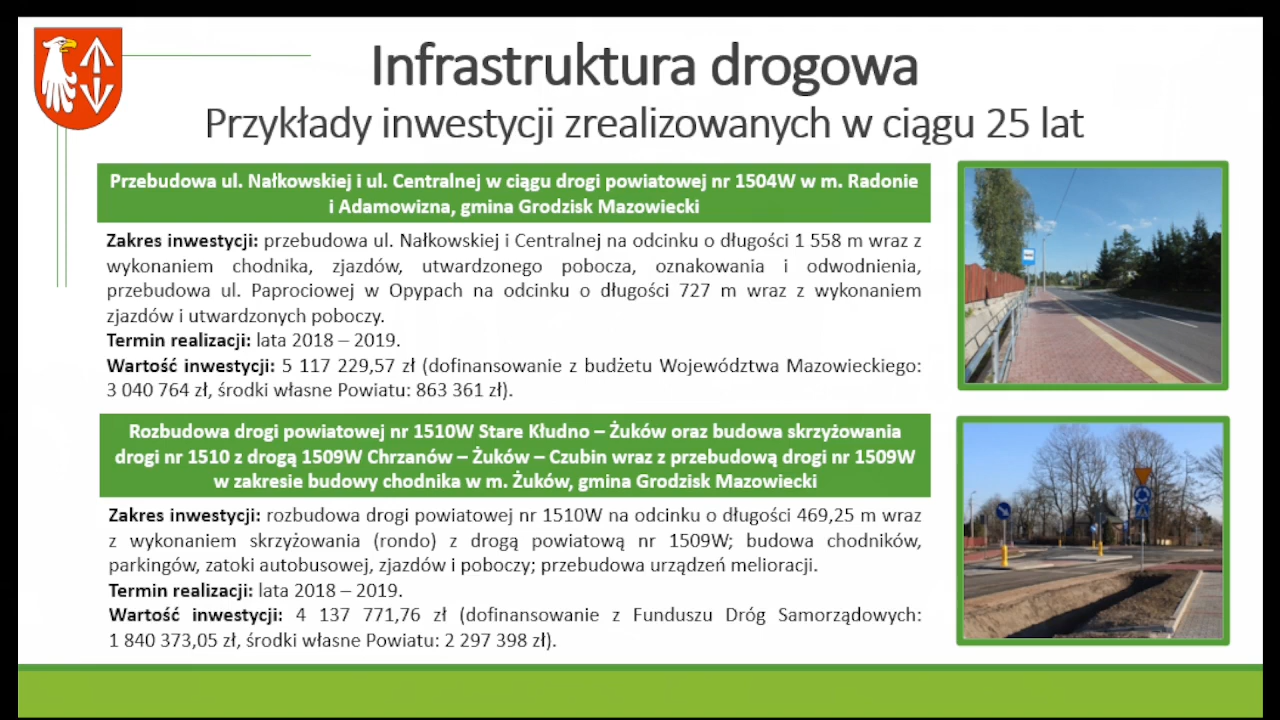 Infrastruktura drogowa
Przykłady inwestycji zrealizowanych w ciągu 25 lat
Przebudowa ul. Nałkowskiej i ul. Centralnej w ciągu drogi powiatowej nr 1504W w m. Radonie
i Adamowizna, gmina Grodzisk Mazowiecki
Zakres inwestycji: przebudowa ul. Nałkowskiej i Centralnej na odcinku o długości 1 558 m wraz z
wykonaniem chodnika, zjazdów, utwardzonego pobocza, oznakowania i odwodnienia,
przebudowa ul. Paprociowej w Opypach na odcinku o długości 727 m wraz z wykonaniem
zjazdów i utwardzonych poboczy.
Termin realizacji: lata 2018 – 2019.
Wartość inwestycji: 5 117 229,57 zł (dofinansowanie z budżetu Województwa Mazowieckiego:
3 040 764 zł, środki własne Powiatu: 863 361 zł).
Rozbudowa drogi powiatowej nr 1510W Stare Kłudno – Żuków oraz budowa skrzyżowania
drogi nr 1510 z drogą 1509W Chrzanów – Żuków – Czubin wraz z przebudową drogi nr 1509W
w zakresie budowy chodnika w m. Żuków, gmina Grodzisk Mazowiecki
Zakres inwestycji: rozbudowa drogi powiatowej nr 1510W na odcinku o długości 469,25 m wraz
z wykonaniem skrzyżowania (rondo) z drogą powiatową nr 1509W; budowa chodników,
parkingów, zatoki autobusowej, zjazdów i poboczy; przebudowa urządzeń melioracji.
Termin realizacji: lata 2018 – 2019.
Wartość inwestycji: 4 137 771,76 zł (dofinansowanie z Funduszu Dróg Samorządowych:
1 840 373,05 zł, środki własne Powiatu: 2 297 398 zł).